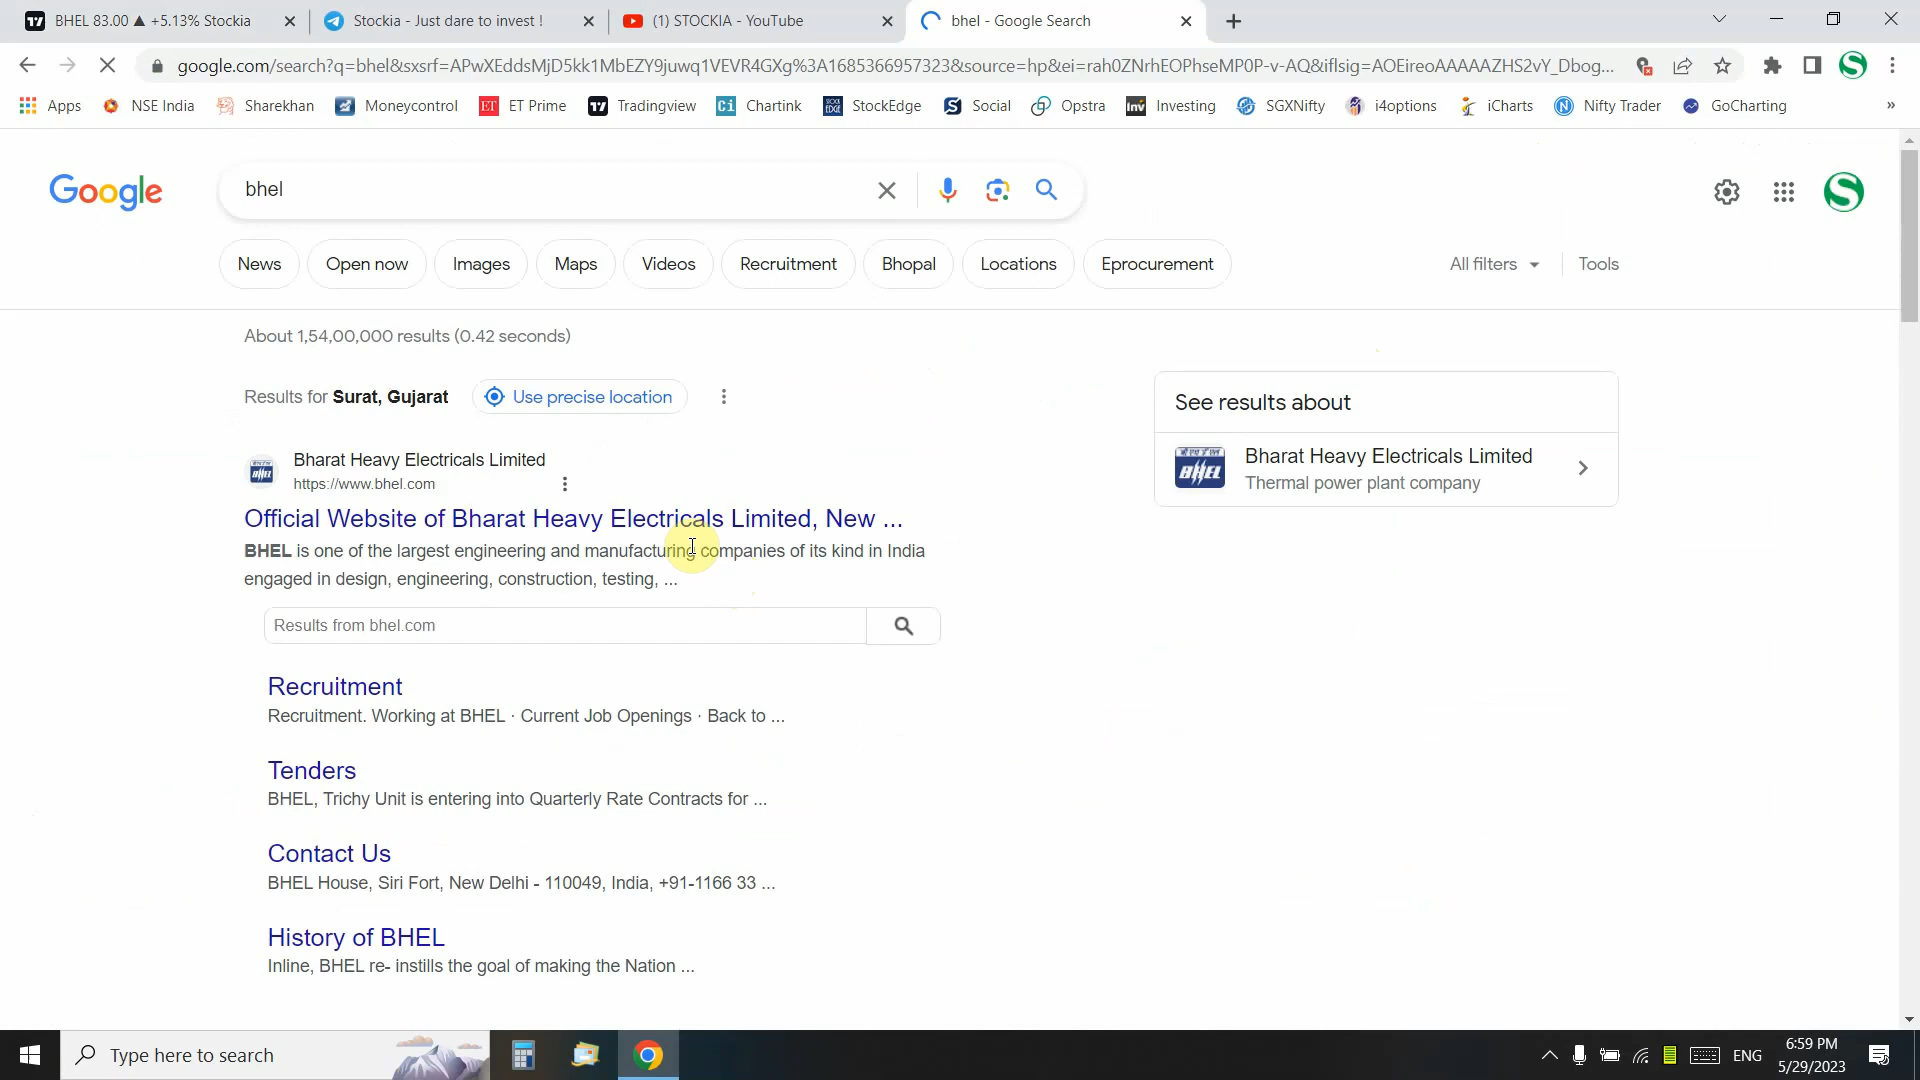 BHEL 83.00 ▲ +5.13% Stockia
Stockia - Just dare to invest !
(1) STOCKIA - YouTube
bhel - Google Search
google.com/search?q=bhel&sxsrf=APwXEddsMjD5kk1MbEZY9juwq1VEVR4GXg%3A1685366957323&source=hp&ei=rah0ZNrhEOPhseMP0P-v-AQ&iflsig=AOEireoAAAAAZHS2vY_Dbog...
Apps
NSE India
Sharekhan
Moneycontrol
ET Prime
Tradingview
Chartink
StockEdge
Social
Opstra
Investing
SGXNifty
i4options
iCharts
Nifty Trader
GoCharting
»
Google
bhel
News
Open now
Images
Maps
Videos
Recruitment
Bhopal
Locations
Eprocurement
All filters
Tools
About 1,54,00,000 results (0.42 seconds)
Results for Surat, Gujarat
Use precise location
Bharat Heavy Electricals Limited
https://www.bhel.com
Official Website of Bharat Heavy Electricals Limited, New ...
BHEL is one of the largest engineering and manufacturing companies of its kind in India
engaged in design, engineering, construction, testing, ...
Results from bhel.com
Recruitment
Recruitment. Working at BHEL · Current Job Openings · Back to ...
Tenders
BHEL, Trichy Unit is entering into Quarterly Rate Contracts for ...
Contact Us
BHEL House, Siri Fort, New Delhi - 110049, India, +91-1166 33 ...
History of BHEL
Inline, BHEL re- instills the goal of making the Nation ...
See results about
Bharat Heavy Electricals Limited
Thermal power plant company
Type here to search
ENG
6:59 PM
5/29/2023